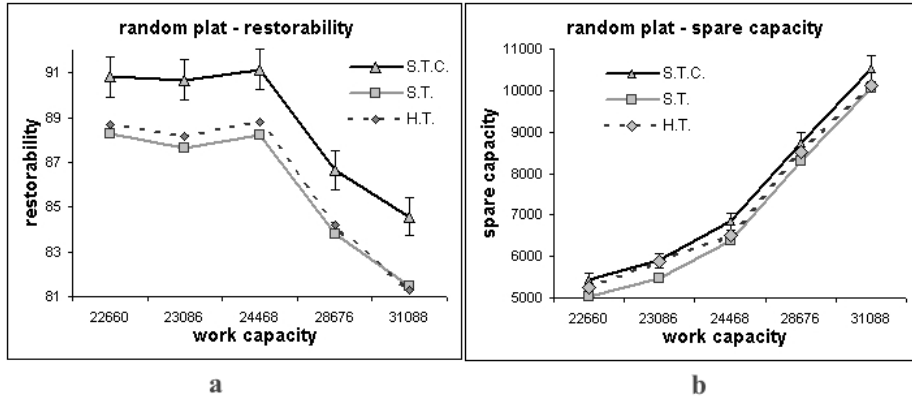 random plat - restorability
restorability
91
89
87
85
83
81
S.T.C.
S.T.
H.T.
22660 23086 24468 28676 31088
work capacity
a
random plat - spare capacity
spare capacity
11000
10000
9000
8000
7000
6000
5000
S.T.C.
S.T.
H.T.
22660 23086 24468 28676 31088
work capacity
b